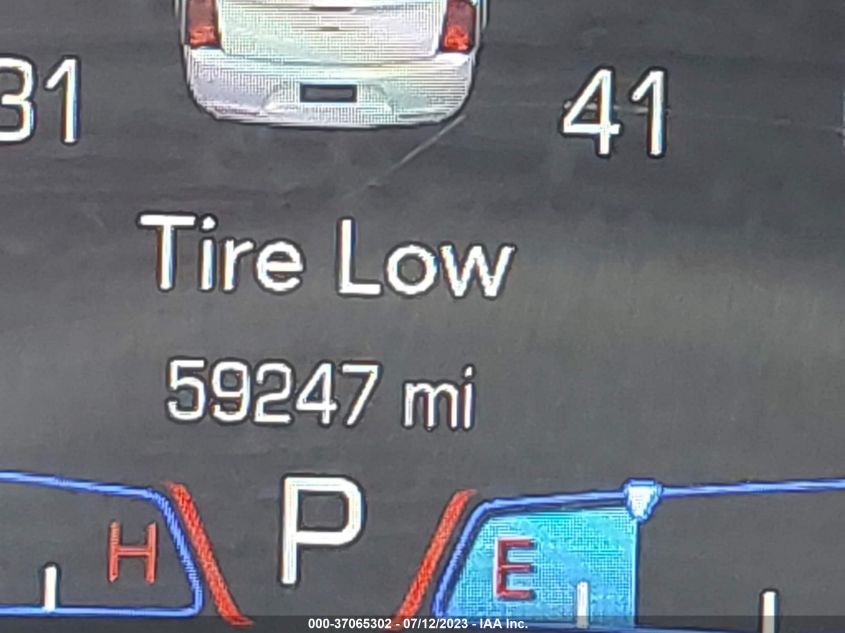 31 41
Tire Low
59247 mi
P
H E
000-37065302 - 07/12/2023 - IAA Inc.